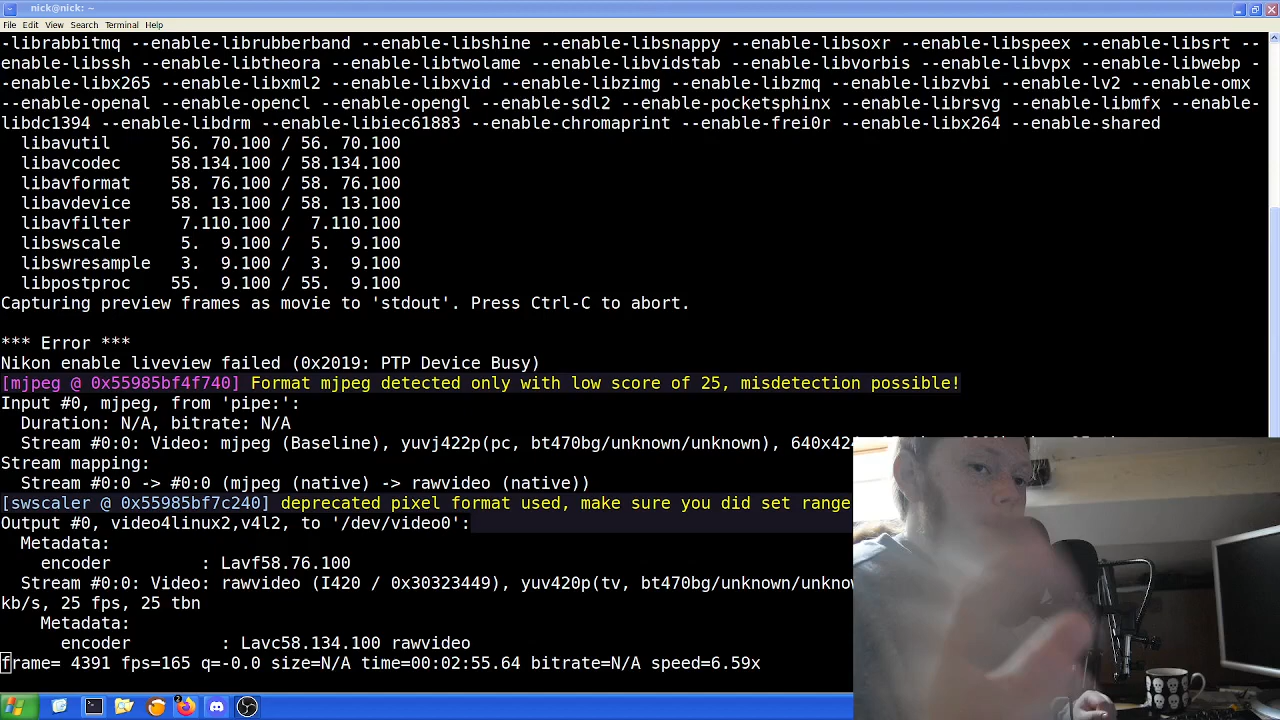 nick@nick: ~
File Edit View Search Terminal Help
-librabbitmq --enable-librubberband --enable-libshine --enable-libsnappy --enable-libsoxr --enable-libspeex --enable-libsrt --
enable-libssh --enable-libtheora --enable-libtwolame --enable-libvidstab --enable-libvorbis --enable-libvpx --enable-libwebp -
-enable-libx265 --enable-libxml2 --enable-libxvid --enable-libzimg --enable-libzmq --enable-libzvbi --enable-lv2 --enable-omx
--enable-openal --enable-opencl --enable-opengl --enable-sdl2 --enable-pocketsphinx --enable-librsvg --enable-libmfx --enable-
libdc1394 --enable-libdrm --enable-libiec61883 --enable-chromaprint --enable-frei0r --enable-libx264 --enable-shared
libavutil 56. 70.100 / 56. 70.100
libavcodec 58.134.100 / 58.134.100
libavformat 58. 76.100 / 58. 76.100
libavdevice 58. 13.100 / 58. 13.100
libavfilter 7.110.100 / 7.110.100
libswscale 5. 9.100 / 5. 9.100
libswresample 3. 9.100 / 3. 9.100
libpostproc 55. 9.100 / 55. 9.100
Capturing preview frames as movie to 'stdout'. Press Ctrl-C to abort.
*** Error ***
Nikon enable liveview failed (0x2019: PTP Device Busy)
[mjpeg @ 0x55985bf4f740] Format mjpeg detected only with low score of 25, misdetection possible!
Input #0, mjpeg, from 'pipe:':
Duration: N/A, bitrate: N/A
Stream #0:0: Video: mjpeg (Baseline), yuvj422p(pc, bt470bg/unknown/unknown), 640x424
Stream mapping:
Stream #0:0 -> #0:0 (mjpeg (native) -> rawvideo (native))
[swscaler @ 0x55985bf7c240] deprecated pixel format used, make sure you did set range
Output #0, video4linux2,v4l2, to '/dev/video0':
Metadata:
encoder : Lavf58.76.100
Stream #0:0: Video: rawvideo (I420 / 0x30323449), yuv420p(tv, bt470bg/unknown/unknow
kb/s, 25 fps, 25 tbn
Metadata:
encoder : Lavc58.134.100 rawvideo
frame= 4391 fps=165 q=-0.0 size=N/A time=00:02:55.64 bitrate=N/A speed=6.59x
2